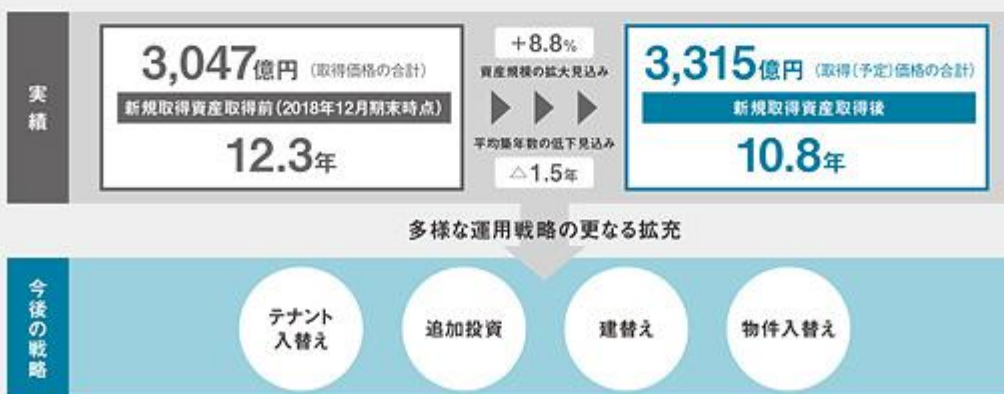 実績
3,047億円（取得価格の合計）
新規取得資産取得前（2018年12月期末時点）
12.3年
+8.8%
資産規模の拡大見込み
平均築年数の低下見込み
△1.5年
3,315億円（取得（予定）価格の合計）
新規取得資産取得後
10.8年
多様な運用戦略の更なる拡充
今後の戦略
テナント
入替え
追加投資
建替え
物件入替え